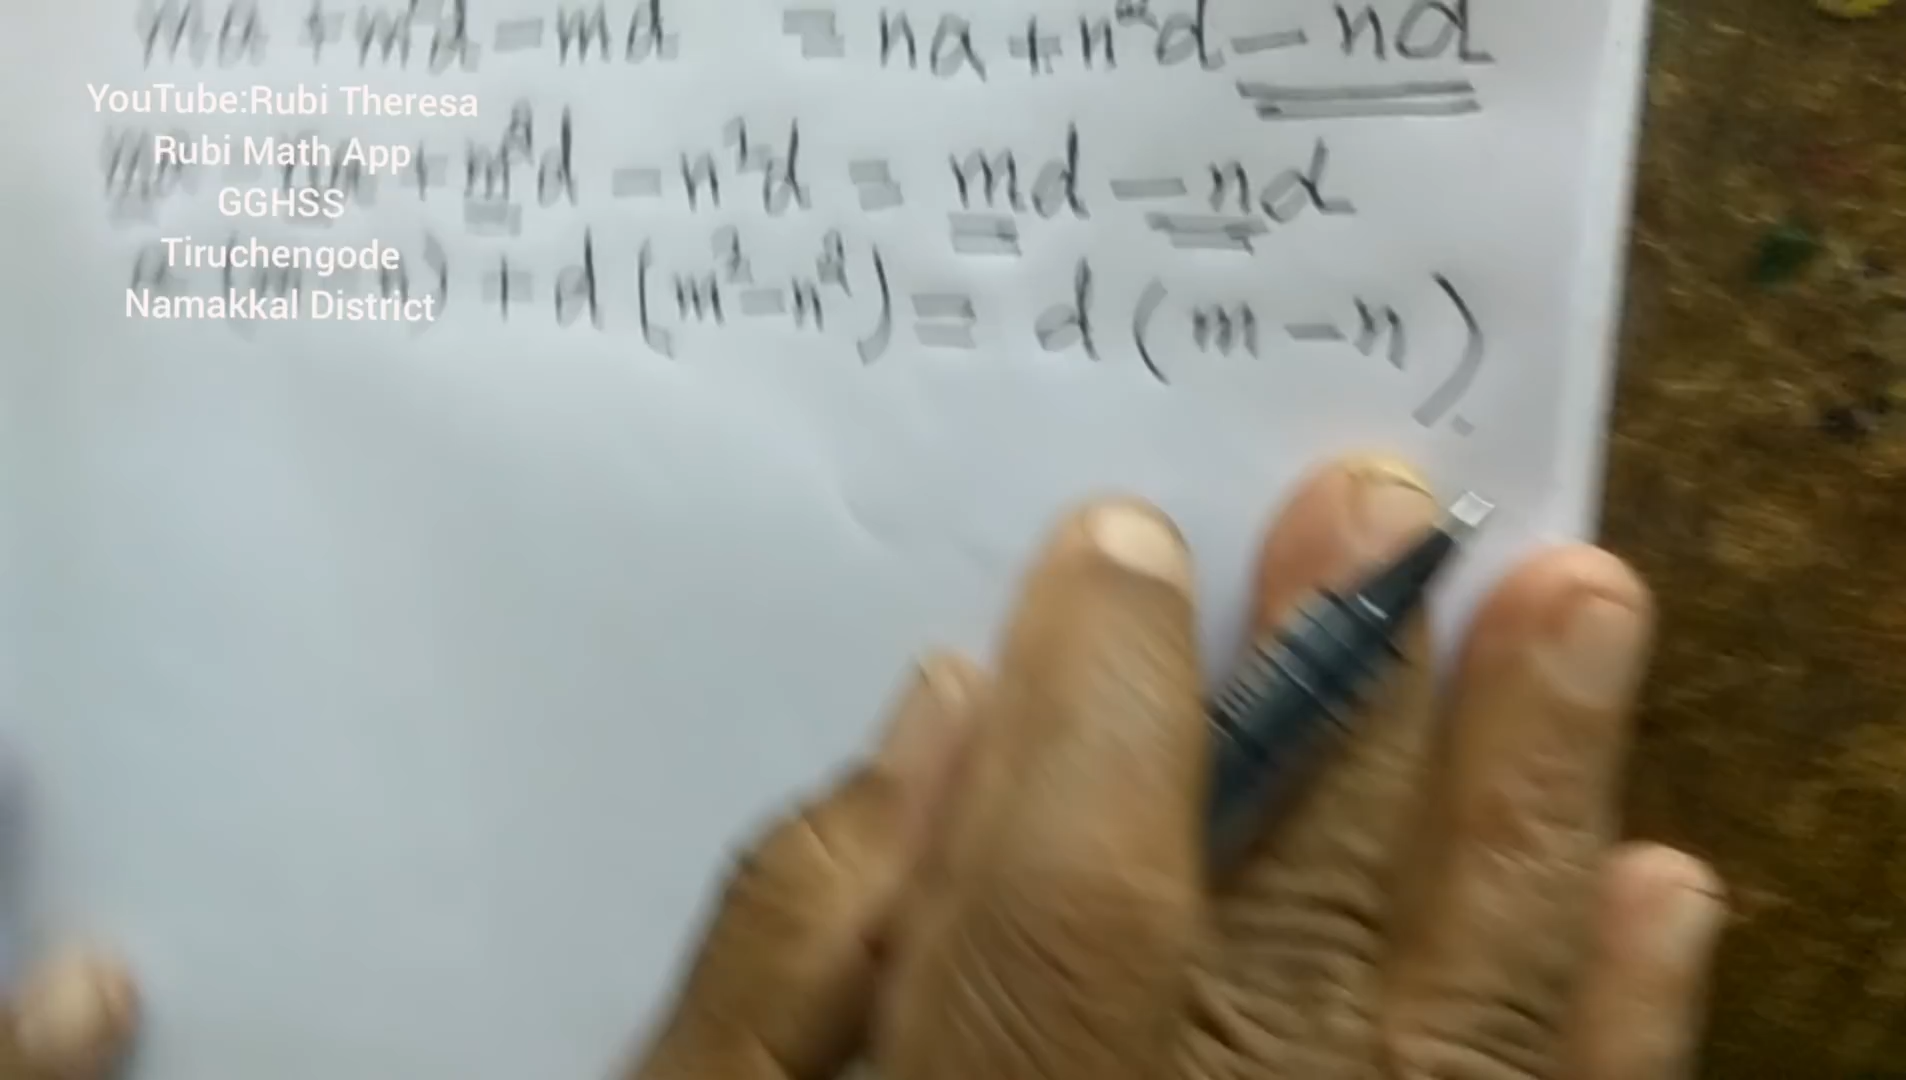 ma + m²d - md = na + n²d - nd
YouTube:Rubi Theresa
Rubi Math App
GGHSS
Tiruchengode
Namakkal District
+ m²d - n²d = md - nd
+ d (m² - n²) = d (m - n)